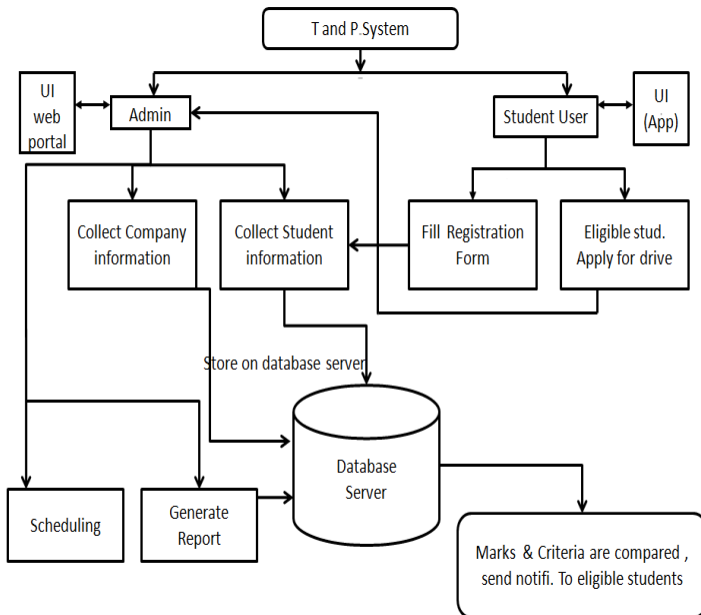 T and P.System
UI
web
portal
Admin
Student User
UI
(App)
Collect Company
information
Collect Student
information
Fill Registration
Form
Eligible stud.
Apply for drive
Store on database server
Database
Server
Scheduling
Generate
Report
Marks & Criteria are compared ,
send notifi. To eligible students